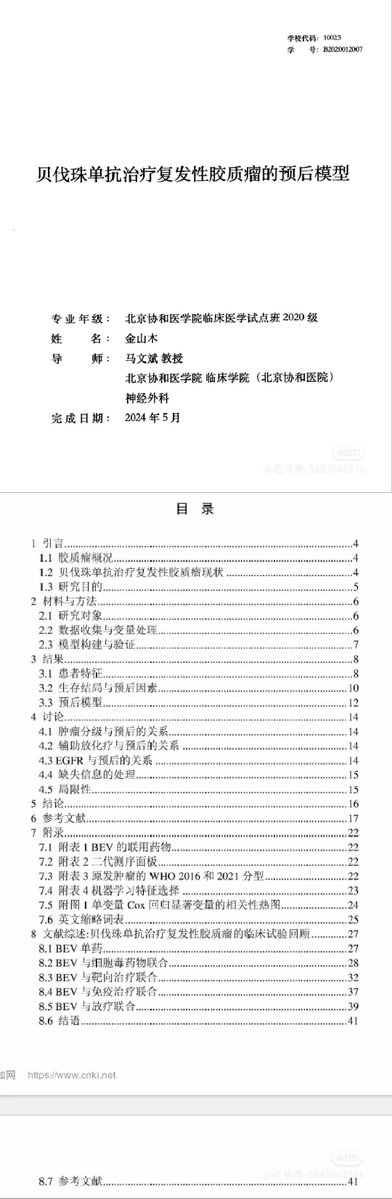 学校代码：10023
学 号：B2020012007
贝伐珠单抗治疗复发性胶质瘤的预后模型
专业年级：北京协和医学院临床医学试点班 2020 级
姓 名：金山木
导 师：马文斌 教授
北京协和医学院 临床学院（北京协和医院）
神经外科
完成日期：2024 年 5 月
小红书
目 录
1 引言......4
1.1 胶质瘤概况......4
1.2 贝伐珠单抗治疗复发性胶质瘤现状......4
1.3 研究目的......5
2 材料与方法......6
2.1 研究对象......6
2.2 数据收集与变量处理......6
2.3 模型构建与验证......7
3 结果......8
3.1 患者特征......8
3.2 生存结局与预后因素......10
3.3 预后模型......12
4 讨论......14
4.1 肿瘤分级与预后的关系......14
4.2 辅助放化疗与预后的关系......14
4.3 EGFR 与预后的关系......14
4.4 缺失信息的处理......15
4.5 局限性......15
5 结论......16
6 参考文献......17
7 附录......22
7.1 附表 1 BEV 的联用药物......22
7.2 附表 2 二代测序面板......22
7.3 附表 3 原发肿瘤的 WHO 2016 和 2021 分型......22
7.4 附表 4 机器学习特征选择......23
7.5 附图 1 单变量 Cox 回归显著变量的相关性热图......24
7.6 英文缩略词表......25
8 文献综述:贝伐珠单抗治疗复发性胶质瘤的临床试验回顾......27
8.1 BEV 单药......27
8.2 BEV 与细胞毒药物联合......28
8.3 BEV 与靶向治疗联合......32
8.4 BEV 与免疫治疗联合......37
8.5 BEV 与放疗联合......39
8.6 结语......41
知网 https://www.cnki.net
小红书
8.7 参考文献......41